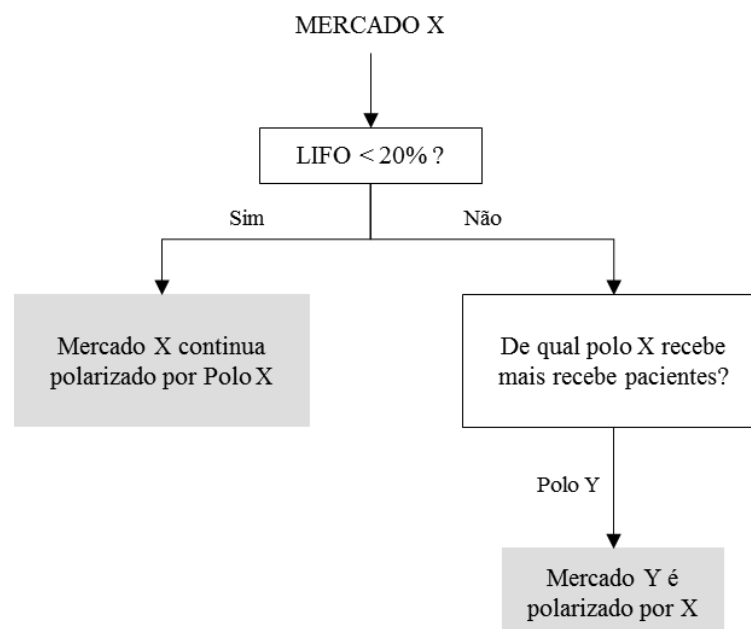 MERCADO X
LIFO < 20% ?
Sim
Não
Mercado X continua
polarizado por Polo X
De qual polo X recebe
mais recebe pacientes?
Polo Y
Mercado Y é
polarizado por X